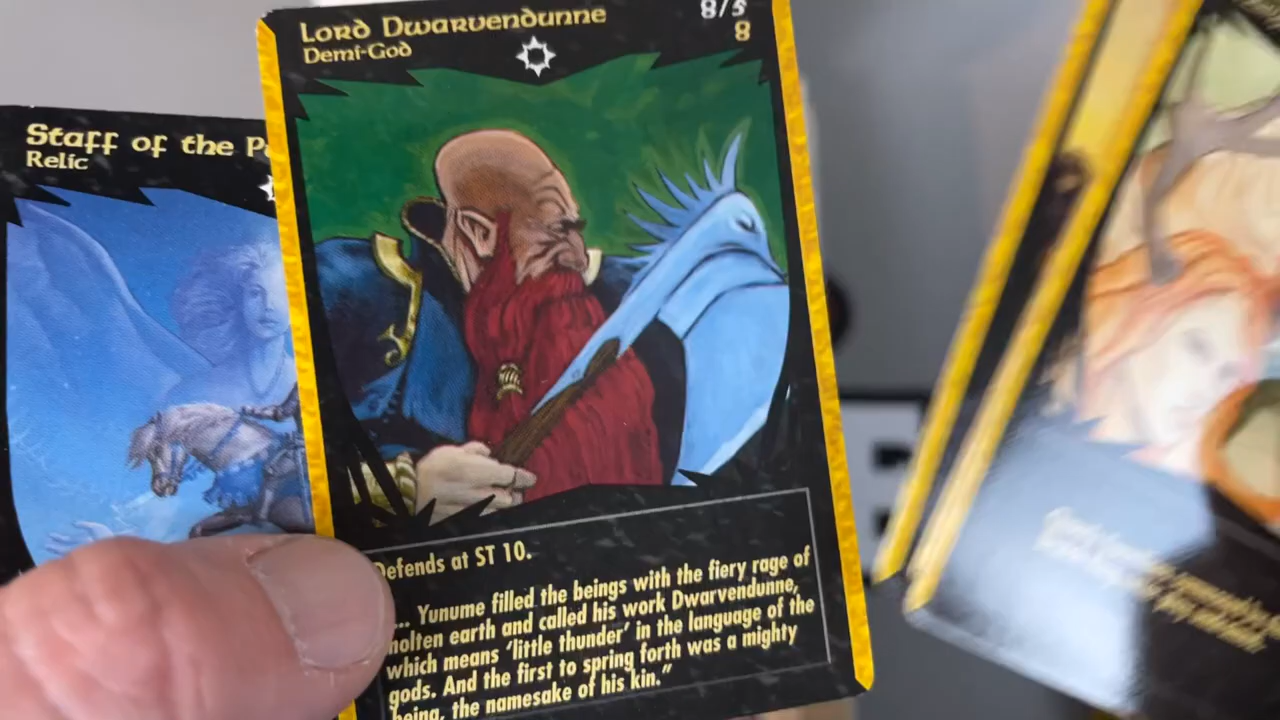 Lord Dwarvendunne
8/5
Demi-God
8
Staff of the
Relic
Defends at ST 10.
... Yunume filled the beings with the fiery rage of
molten earth and called his work Dwarvendunne,
which means 'little thunder' in the language of the
gods. And the first to spring forth was a mighty
being, the namesake of his kin."